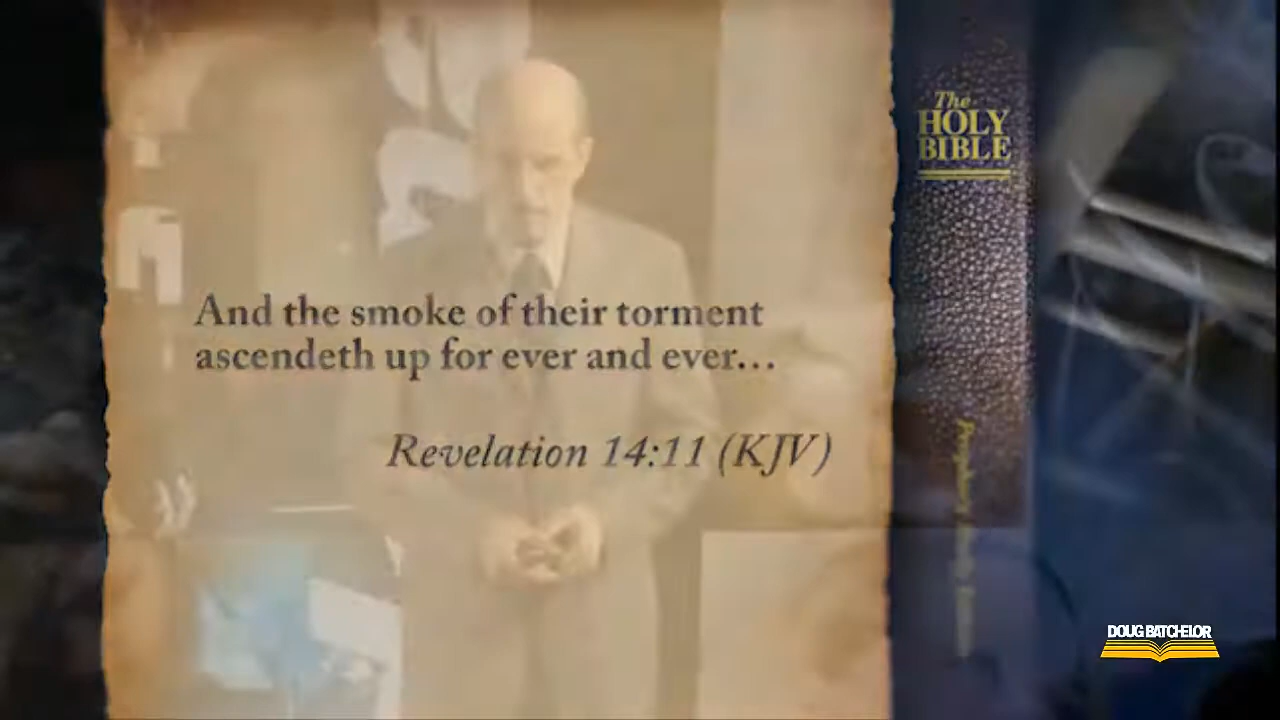 And the smoke of their torment
ascendeth up for ever and ever...
Revelation 14:11 (KJV)
The
HOLY
BIBLE
DOUG BATCHELOR